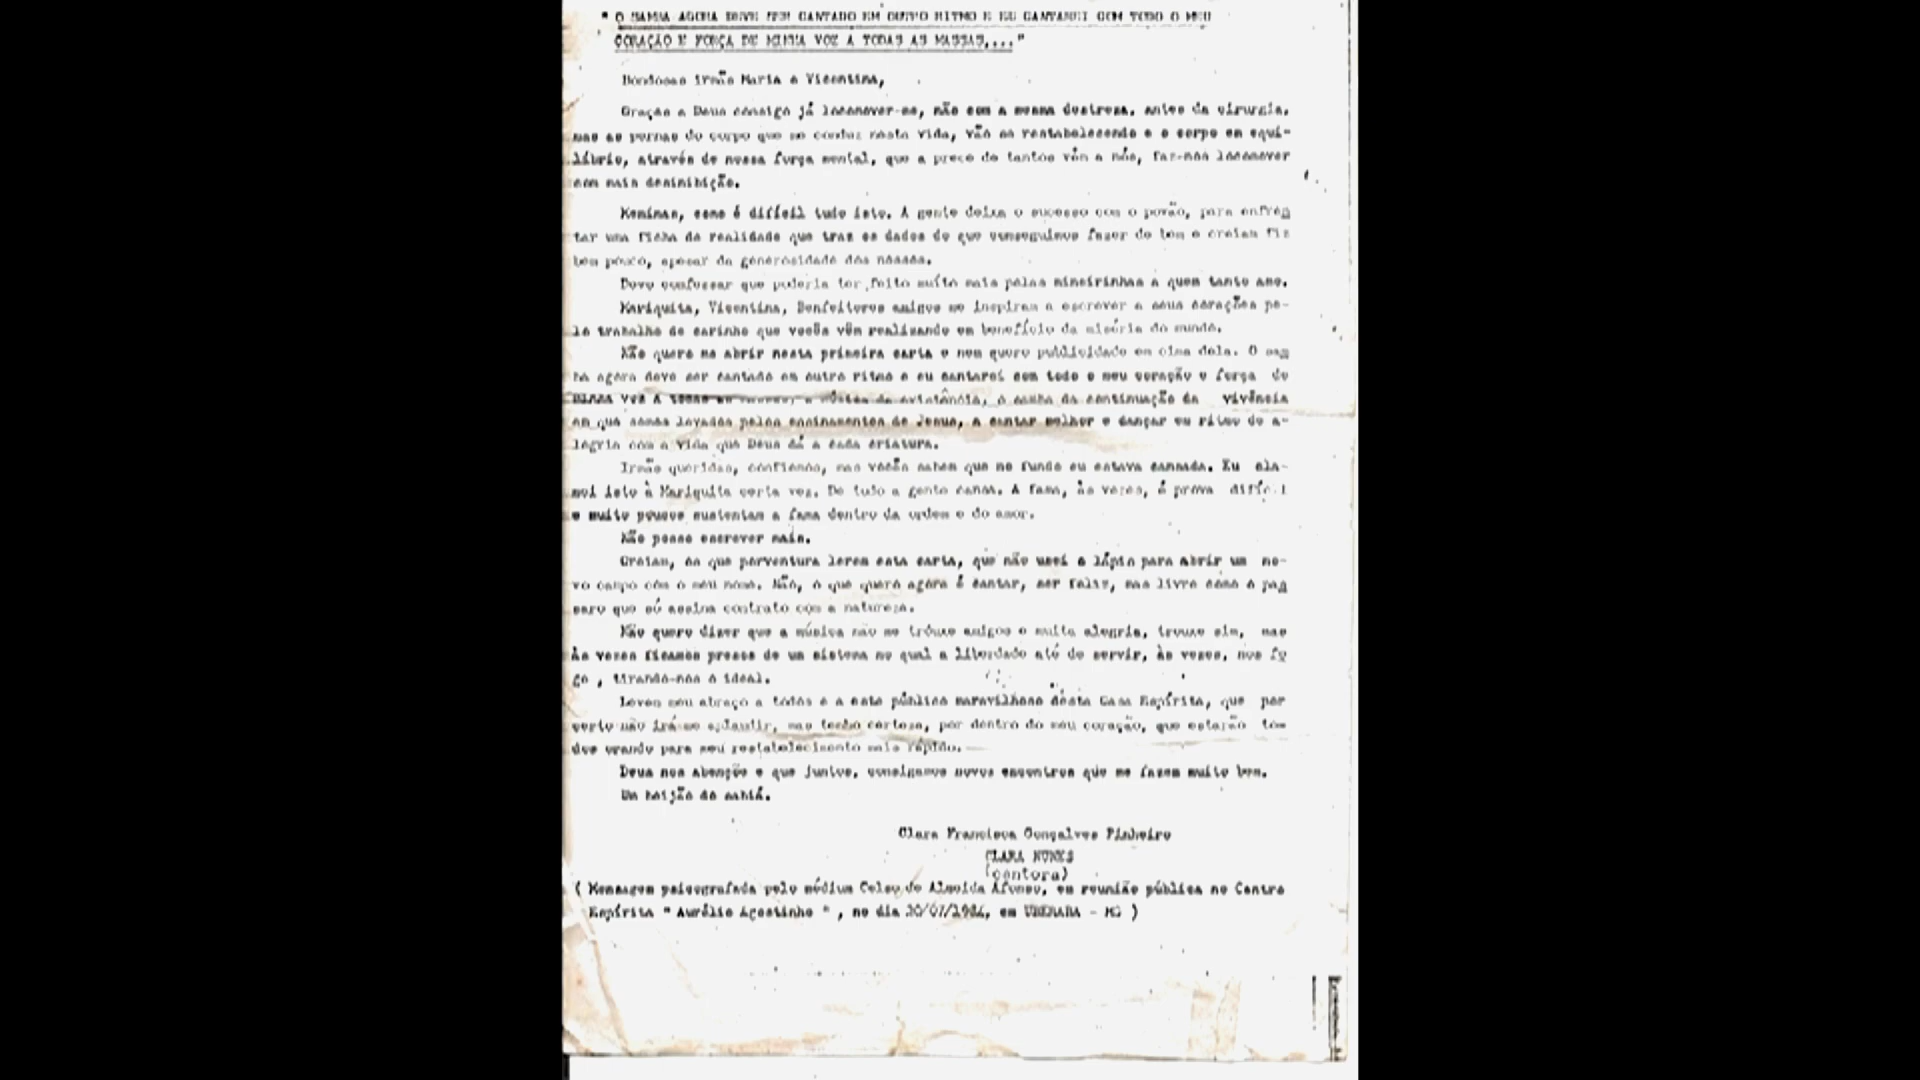 " O SAMBA AGORA DEVE SER CANTADO EM OUTRO RITMO E EU CANTAREI COM TODO O MEU
CORAÇÃO E FORÇA DE MINHA VOZ A TODAS AS MASSAS,..."
Bondosas irmãs Maria e Vicentina,
Graças a Deus consigo já locomover-me, não com a mesma destreza, antes da cirurgia,
mas as pernas do corpo que me conduz nesta vida, vão se restabelecendo e o corpo em equi-
líbrio, através de nossa força mental, que a prece de tantos vêm a nós, faz-nos locomover
com mais desinibição.
Meninas, como é difícil tudo isto. A gente deixa o sucesso com o povão, para enfren
tar uma ficha da realidade que traz os dados do que conseguimos fazer de bom e creiam fiz
bem pouco, apesar da generosidade dos nossos.
Devo confessar que poderia ter feito muito mais pelas mineirinhas a quem tanto amo.
Mariquita, Vicentina, Benfeitores amigos me inspiram a escrever a seus corações pe-
lo trabalho de carinho que vocês vêm realizando em benefício da miséria do mundo.
Não quero me abrir nesta primeira carta e nem quero publicidade em cima dela. O sam
ba agora deve ser cantado em outro ritmo e eu cantarei com todo o meu coração e força de
minha voz a todas as massas, a da existência, o samba da continuação da vivência
em que somos levados pelos ensinamentos de Jesus, a cantar melhor e dançar eu ritmo de a-
legria com a vida que Deus dá a cada criatura.
Irmãs queridas, confiemos, mas vocês sabem que no fundo eu estava cansada. Eu
isto à Mariquita certa vez. De tudo a gente cansa. A fama, às vezes, é prova difícil
e muito poucos sustentam a fama dentro da ordem e do amor.
Não posso escrever mais.
Creiam, os que porventura lerem esta carta, que não usei o lápis para abrir um no-
vo campo com o meu nome. Não, o que quero agora é cantar, ser feliz, mas livre como o pás
saro que só assina contrato com a natureza.
Não quero dizer que a música não me trouxe amigos e muita alegria, trouxe sim, mas
às vezes ficamos presos de um sistema no qual a liberdade até de servir, às vezes, nos fo
ge , tirando-nos o ideal.
Levem meu abraço a todos e a este público maravilhoso desta Casa Espírita, que por
certo não irá me aplaudir, mas tenho certeza, por dentro do meu coração, que estarão to-
dos orando para meu restabelecimento mais rápido.
Deus nos abençõe e que juntos, consigamos novos encontros que me fazem muito bem.
Um beijão do sabiá.
Clara Francisca Gonçalves Pinheiro
CLARA NUNES
(cantora)
( Mensagem psicografada pelo médium Celso de Almeida Afonso, em reunião pública no Centro
Espírita " Aurélio Agostinho " , no dia 30/07/1984, em UBERABA - MG )